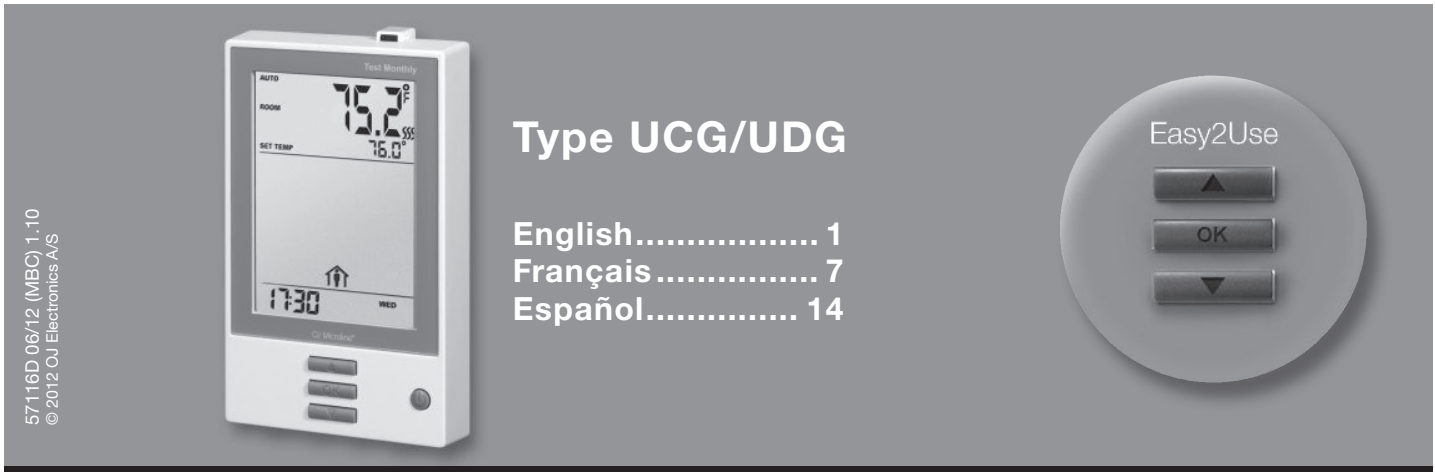 57116D 06/12 (MBC) 1.10
© 2012 OJ Electronics A/S
Test Monthly
AUTO
75.2°F
ROOM
SET TEMP 76.0°
17:30 WED
OJ Microline®
OK
Type UCG/UDG
English.................. 1
Français................ 7
Español............... 14
Easy2Use
OK